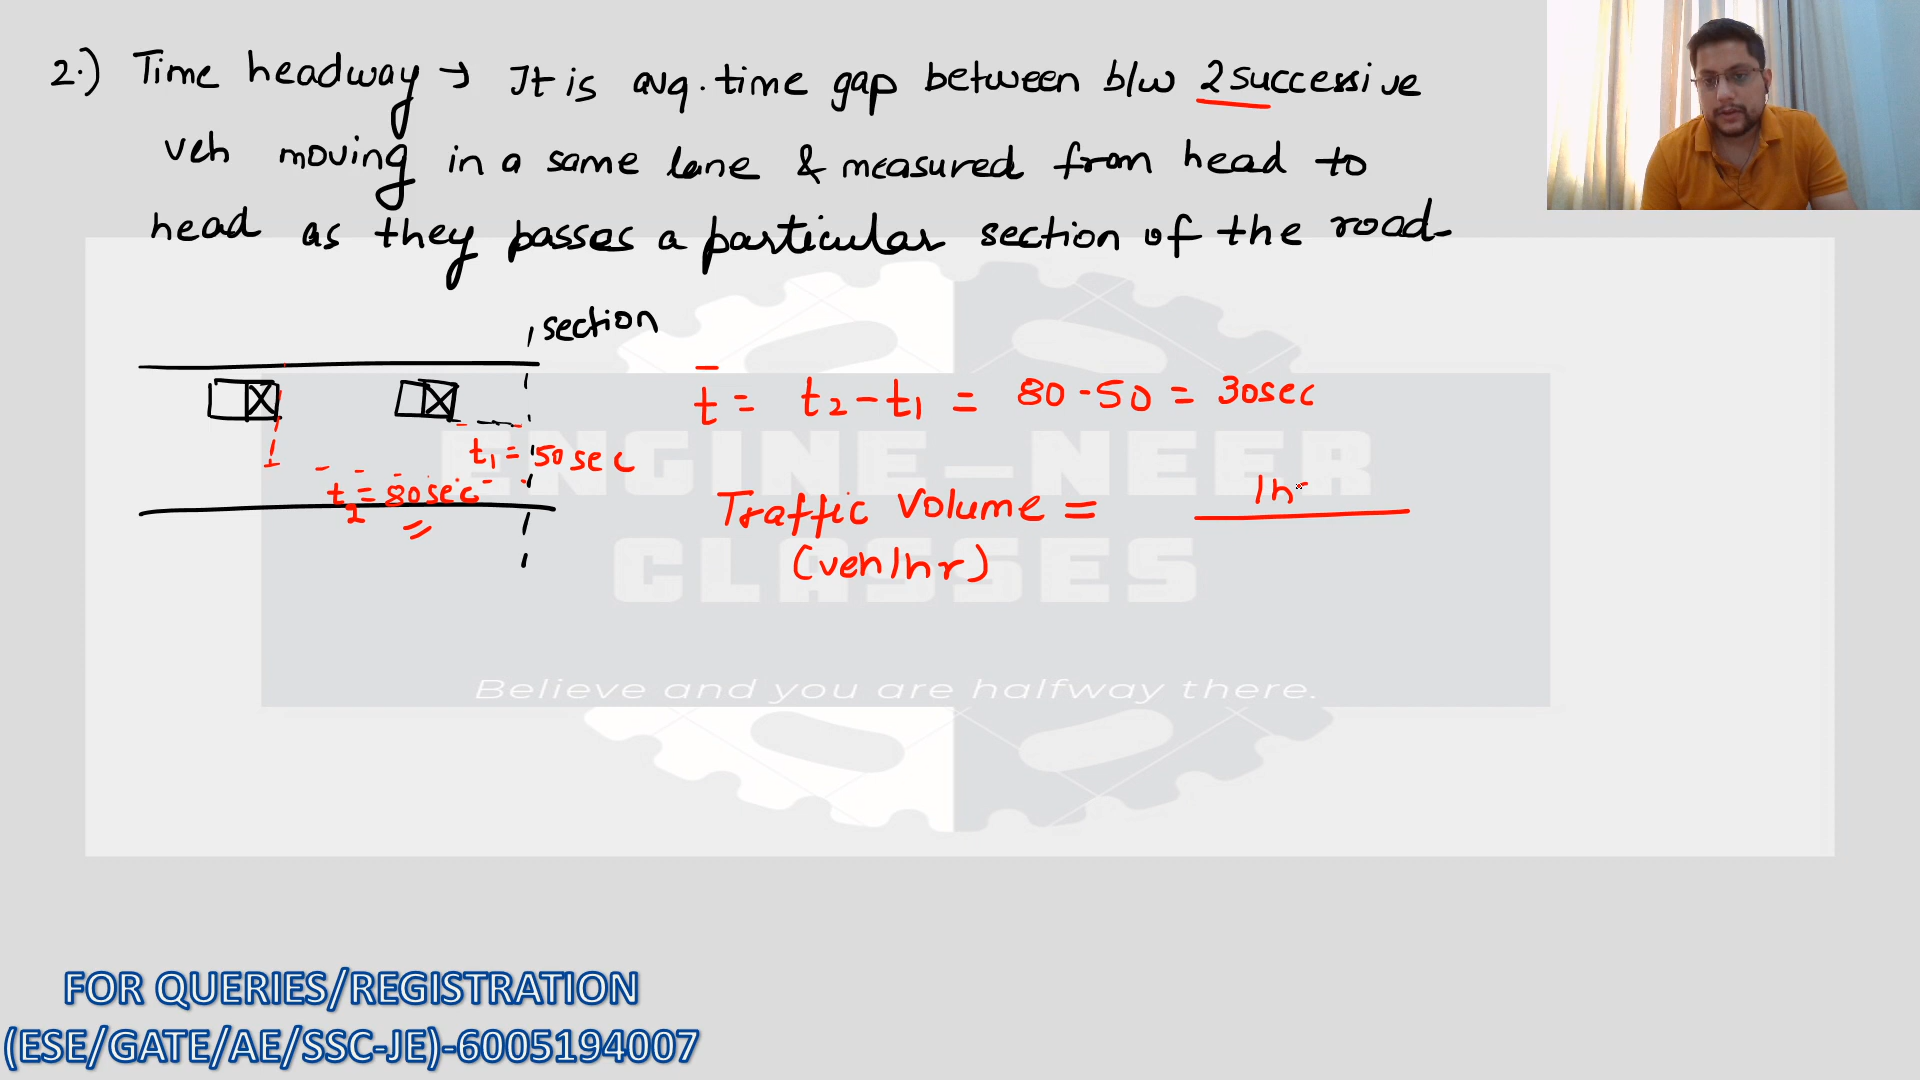 2.) Time headway → It is avg. time gap between b/w 2 successive
veh moving in a same lane & measured from head to
head as they passes a particular section of the road-
section
t̄ = t₂ - t₁ = 80 - 50 = 30 sec
t₁ = 50 sec
t₂ = 80 sec
Traffic Volume = 1hr
(veh/hr)
ENGINE-NEER
CLASSES
Believe and you are halfway there.
FOR QUERIES/REGISTRATION
(ESE/GATE/AE/SSC-JE)-6005194007